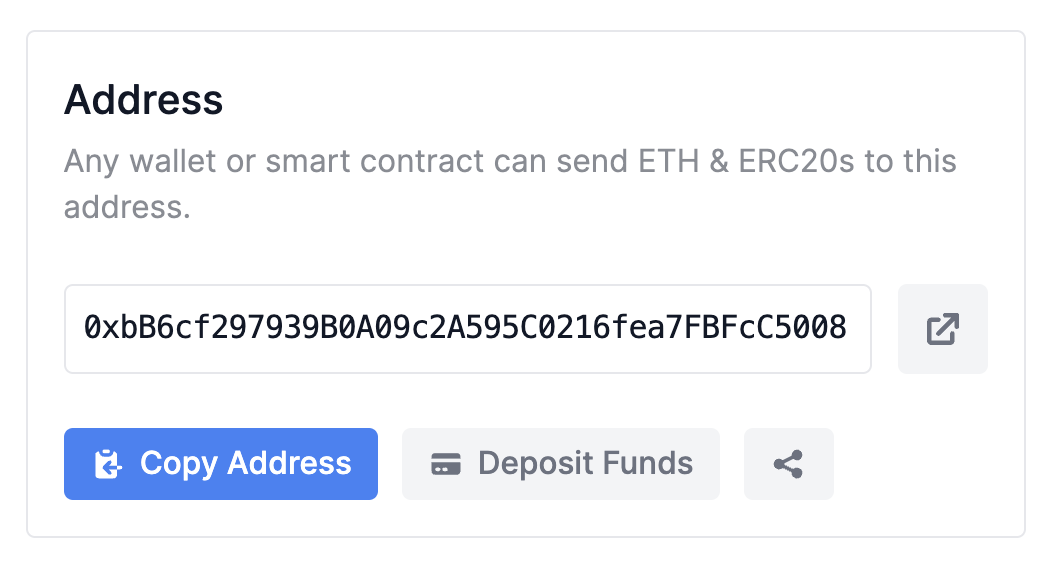 Address
Any wallet or smart contract can send ETH & ERC20s to this
address.
0xbB6cf297939B0A09c2A595C0216fea7FBFcC5008
Copy Address
Deposit Funds